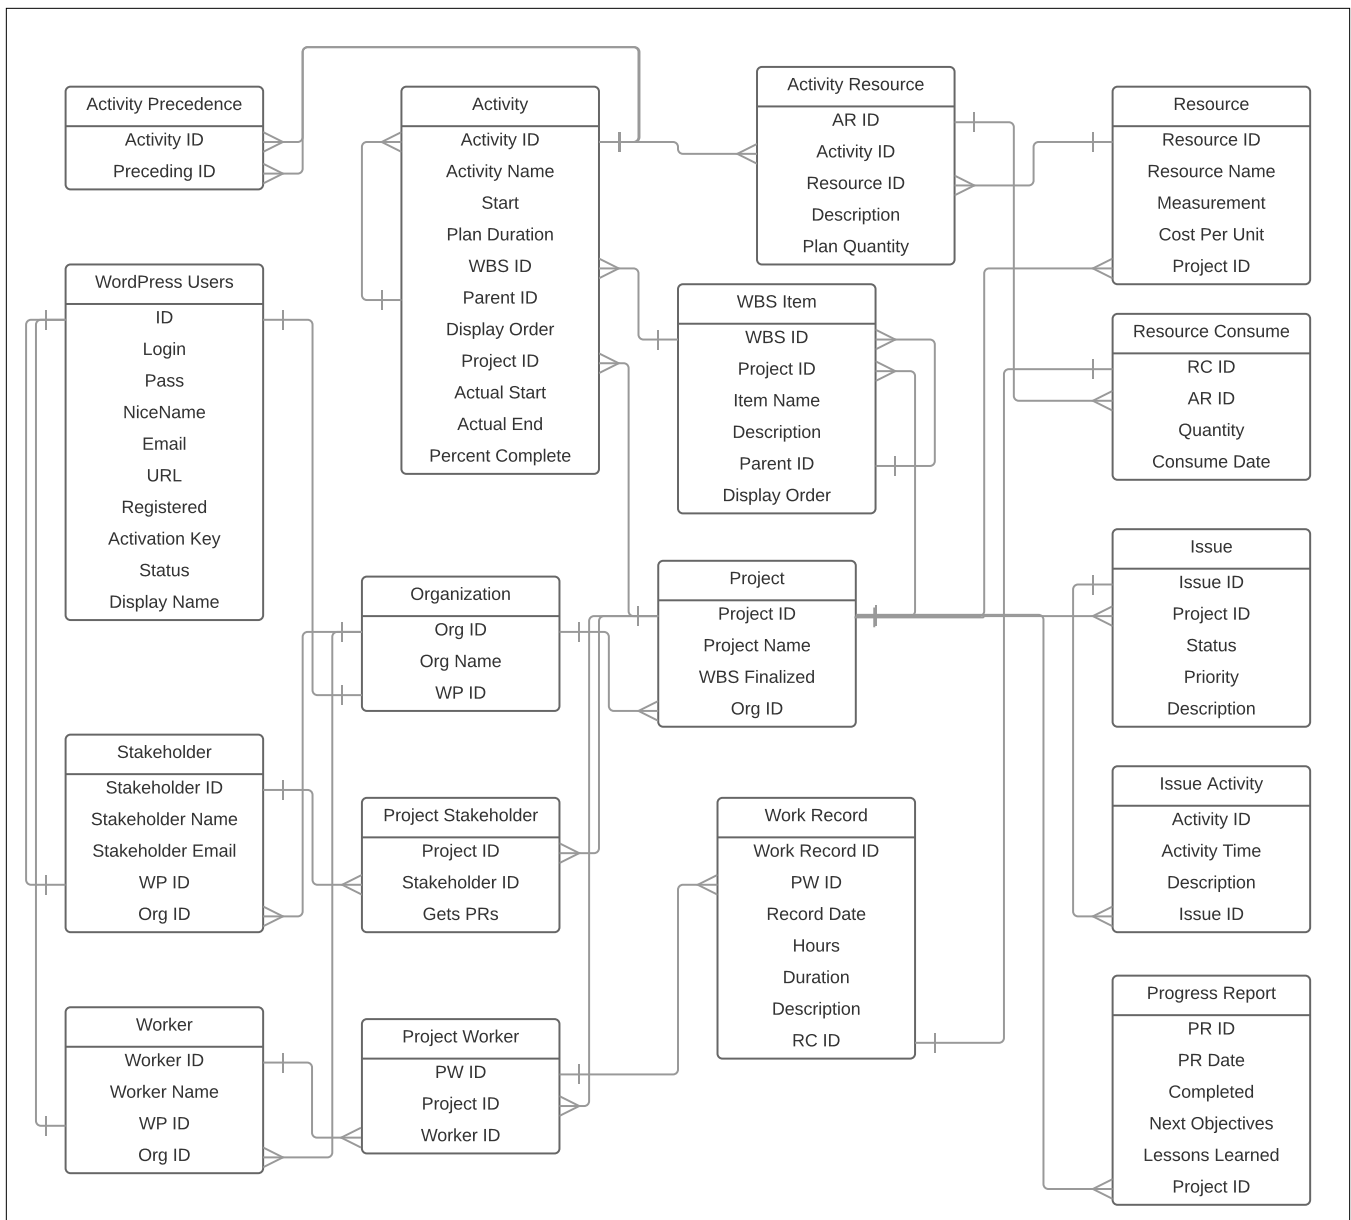 Activity Precedence
Activity ID
Preceding ID
Activity
Activity ID
Activity Name
Start
Plan Duration
WBS ID
Parent ID
Display Order
Project ID
Actual Start
Actual End
Percent Complete
Activity Resource
AR ID
Activity ID
Resource ID
Description
Plan Quantity
Resource
Resource ID
Resource Name
Measurement
Cost Per Unit
Project ID
WordPress Users
ID
Login
Pass
NiceName
Email
URL
Registered
Activation Key
Status
Display Name
WBS Item
WBS ID
Project ID
Item Name
Description
Parent ID
Display Order
Resource Consume
RC ID
AR ID
Quantity
Consume Date
Organization
Org ID
Org Name
WP ID
Project
Project ID
Project Name
WBS Finalized
Org ID
Issue
Issue ID
Project ID
Status
Priority
Description
Stakeholder
Stakeholder ID
Stakeholder Name
Stakeholder Email
WP ID
Org ID
Project Stakeholder
Project ID
Stakeholder ID
Gets PRs
Work Record
Work Record ID
PW ID
Record Date
Hours
Duration
Description
RC ID
Issue Activity
Activity ID
Activity Time
Description
Issue ID
Worker
Worker ID
Worker Name
WP ID
Org ID
Project Worker
PW ID
Project ID
Worker ID
Progress Report
PR ID
PR Date
Completed
Next Objectives
Lessons Learned
Project ID